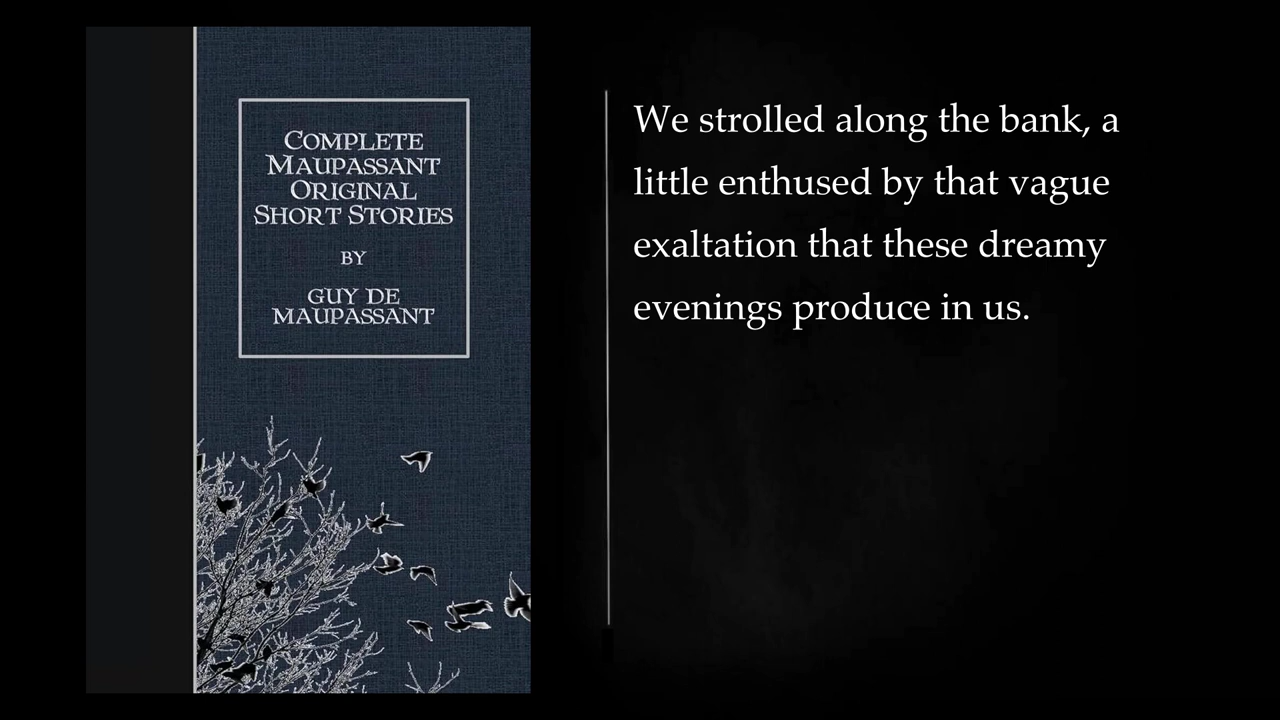 COMPLETE
MAUPASSANT
ORIGINAL
SHORT STORIES
BY
GUY DE
MAUPASSANT
We strolled along the bank, a
little enthused by that vague
exaltation that these dreamy
evenings produce in us.